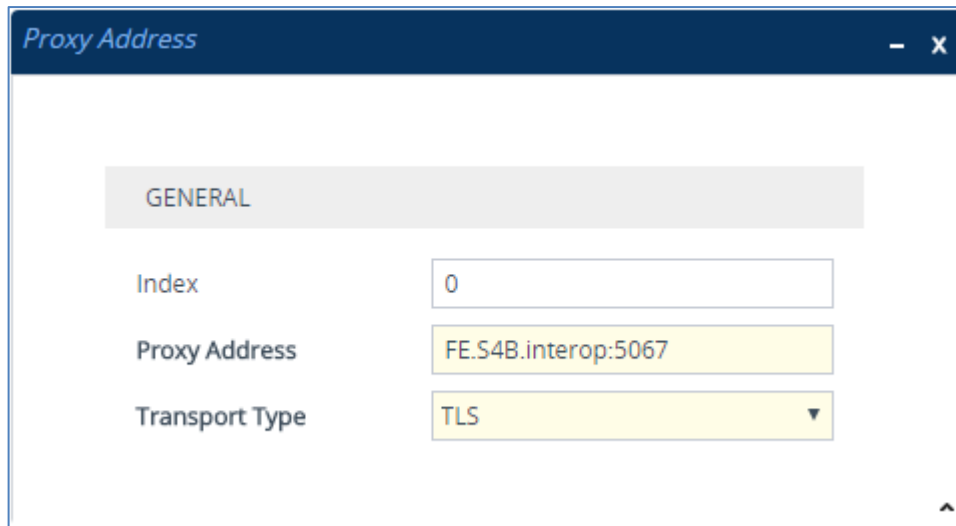 Proxy Address
– x
GENERAL
Index 0
Proxy Address FE.S4B.interop:5067
Transport Type TLS